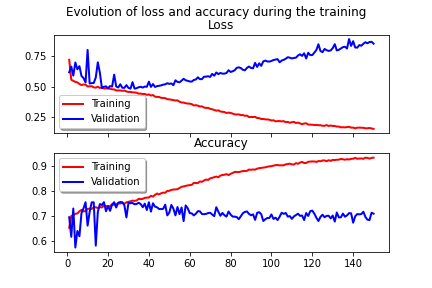 Evolution of loss and accuracy during the training
Loss
0.75
0.50
0.25
Training
Validation
Accuracy
0.9
0.8
0.7
0.6
Training
Validation
0 20 40 60 80 100 120 140